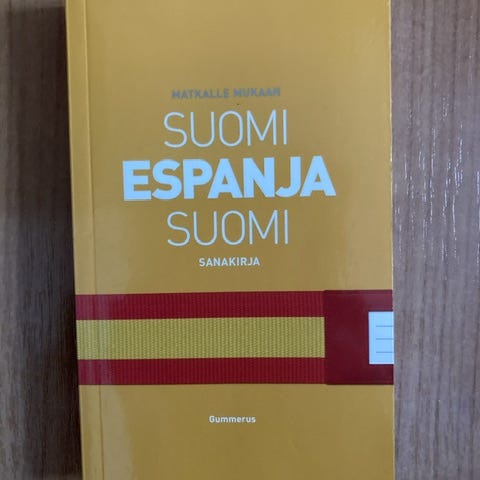 MATKALLE MUKAAN
SUOMI
ESPANJA
SUOMI
SANAKIRJA
Gummerus